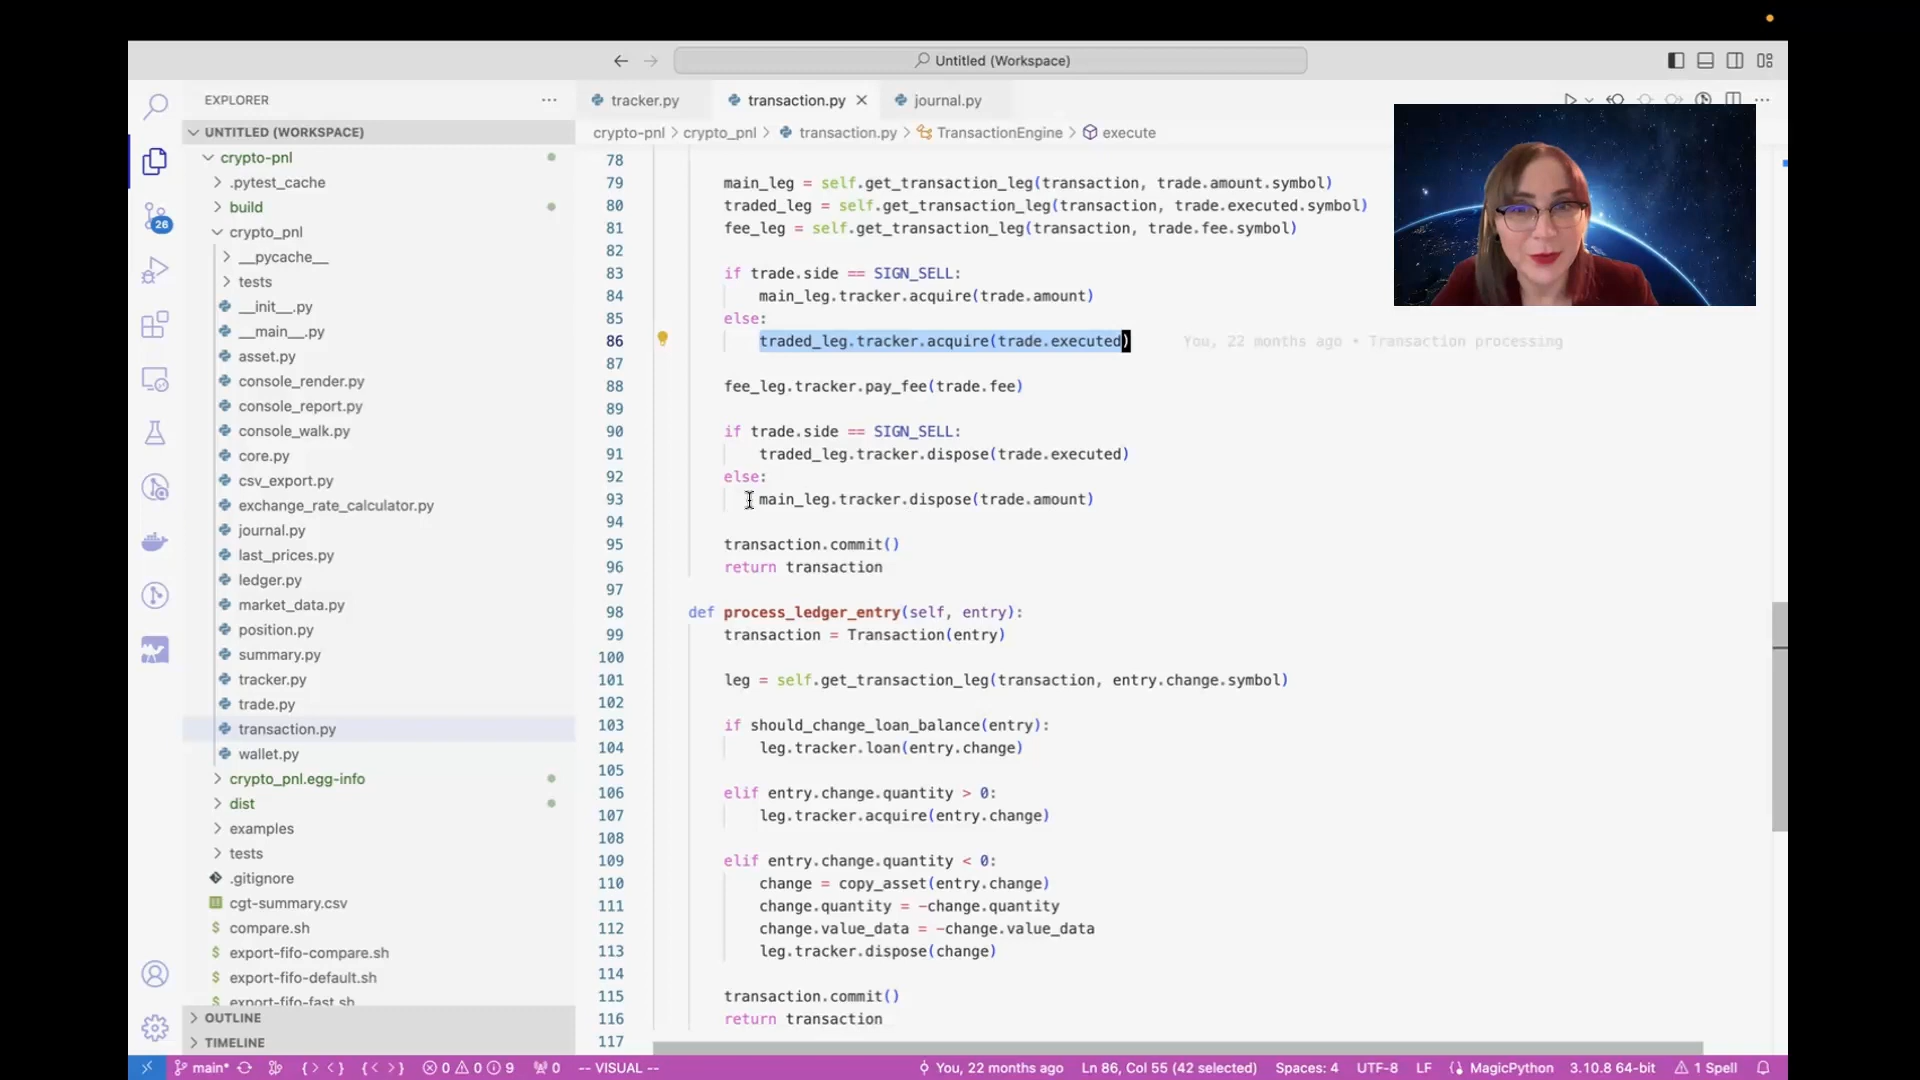 Untitled (Workspace)
EXPLORER
UNTITLED (WORKSPACE)
crypto-pnl
.pytest_cache
build
crypto_pnl
__pycache__
tests
__init__.py
__main__.py
asset.py
console_render.py
console_report.py
console_walk.py
core.py
csv_export.py
exchange_rate_calculator.py
journal.py
last_prices.py
ledger.py
market_data.py
position.py
summary.py
tracker.py
trade.py
transaction.py
wallet.py
crypto_pnl.egg-info
dist
examples
tests
.gitignore
cgt-summary.csv
compare.sh
export-fifo-compare.sh
export-fifo-default.sh
export-fifo-fast.sh
OUTLINE
TIMELINE
26
tracker.py transaction.py journal.py
crypto-pnl > crypto_pnl > transaction.py > TransactionEngine > execute
78
79 main_leg = self.get_transaction_leg(transaction, trade.amount.symbol)
80 traded_leg = self.get_transaction_leg(transaction, trade.executed.symbol)
81 fee_leg = self.get_transaction_leg(transaction, trade.fee.symbol)
82
83 if trade.side == SIGN_SELL:
84 main_leg.tracker.acquire(trade.amount)
85 else:
86 traded_leg.tracker.acquire(trade.executed) You, 22 months ago • Transaction processing
87
88 fee_leg.tracker.pay_fee(trade.fee)
89
90 if trade.side == SIGN_SELL:
91 traded_leg.tracker.dispose(trade.executed)
92 else:
93 main_leg.tracker.dispose(trade.amount)
94
95 transaction.commit()
96 return transaction
97
98 def process_ledger_entry(self, entry):
99 transaction = Transaction(entry)
100
101 leg = self.get_transaction_leg(transaction, entry.change.symbol)
102
103 if should_change_loan_balance(entry):
104 leg.tracker.loan(entry.change)
105
106 elif entry.change.quantity > 0:
107 leg.tracker.acquire(entry.change)
108
109 elif entry.change.quantity < 0:
110 change = copy_asset(entry.change)
111 change.quantity = -change.quantity
112 change.value_data = -change.value_data
113 leg.tracker.dispose(change)
114
115 transaction.commit()
116 return transaction
117
main* 0 0 9 0 -- VISUAL -- You, 22 months ago Ln 86, Col 55 (42 selected) Spaces: 4 UTF-8 LF MagicPython 3.10.8 64-bit 1 Spell